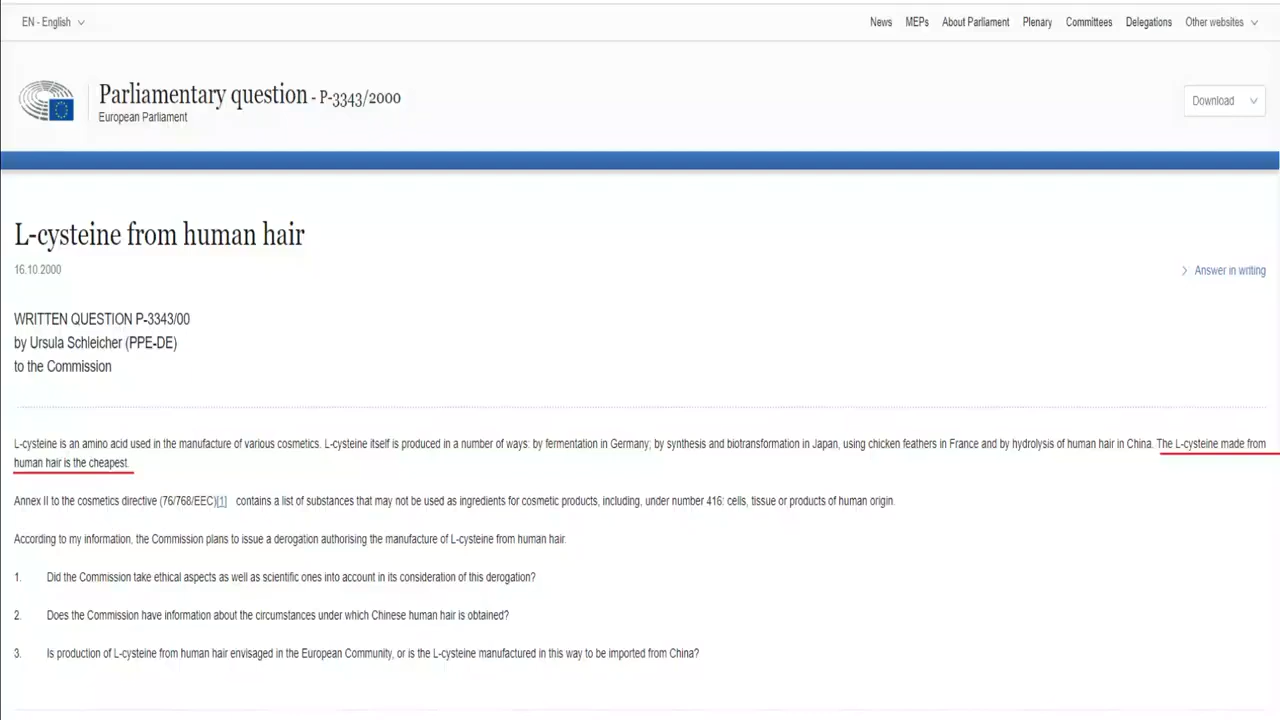 EN - English
News MEPs About Parliament Plenary Committees Delegations Other websites
Parliamentary question - P-3343/2000
European Parliament
Download
L-cysteine from human hair
16.10.2000
Answer in writing
WRITTEN QUESTION P-3343/00
by Ursula Schleicher (PPE-DE)
to the Commission
L-cysteine is an amino acid used in the manufacture of various cosmetics. L-cysteine itself is produced in a number of ways: by fermentation in Germany; by synthesis and biotransformation in Japan, using chicken feathers in France and by hydrolysis of human hair in China. The L-cysteine made from
human hair is the cheapest.
Annex II to the cosmetics directive (76/768/EEC)[1] contains a list of substances that may not be used as ingredients for cosmetic products, including, under number 416: cells, tissue or products of human origin.
According to my information, the Commission plans to issue a derogation authorising the manufacture of L-cysteine from human hair.
1. Did the Commission take ethical aspects as well as scientific ones into account in its consideration of this derogation?
2. Does the Commission have information about the circumstances under which Chinese human hair is obtained?
3. Is production of L-cysteine from human hair envisaged in the European Community, or is the L-cysteine manufactured in this way to be imported from China?